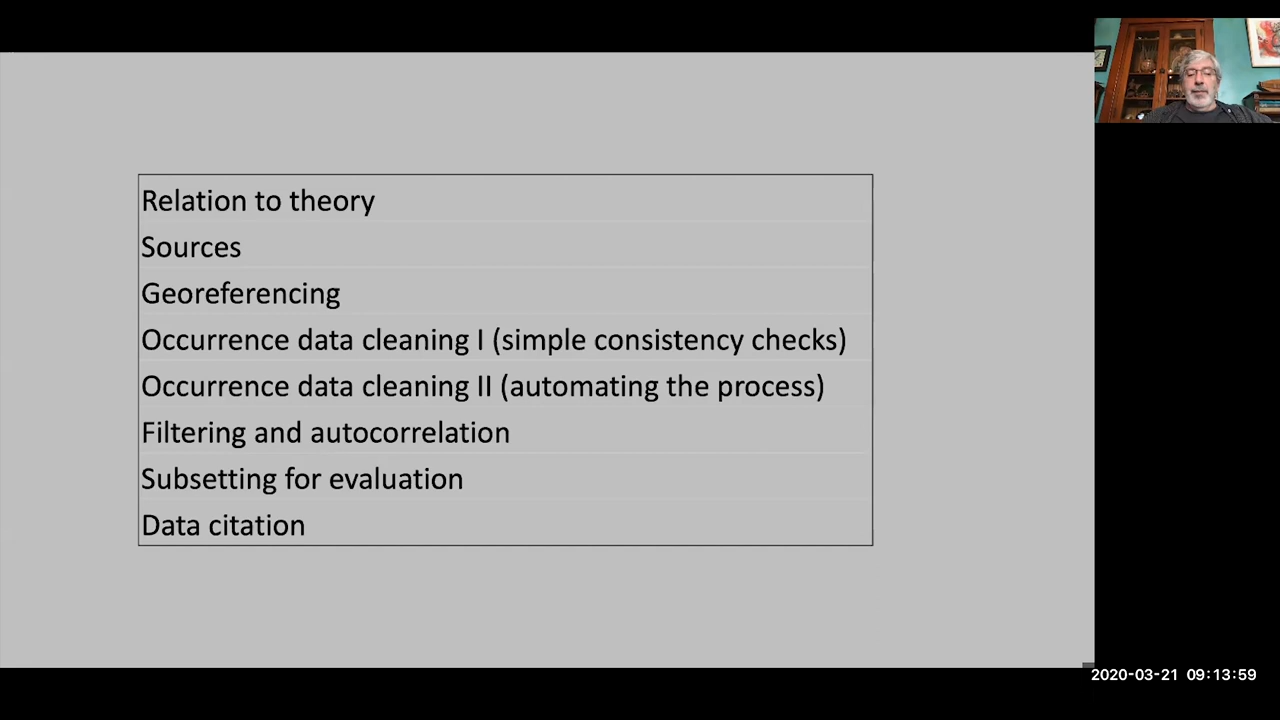 Relation to theory
Sources
Georeferencing
Occurrence data cleaning I (simple consistency checks)
Occurrence data cleaning II (automating the process)
Filtering and autocorrelation
Subsetting for evaluation
Data citation
2020-03-21 09:13:59